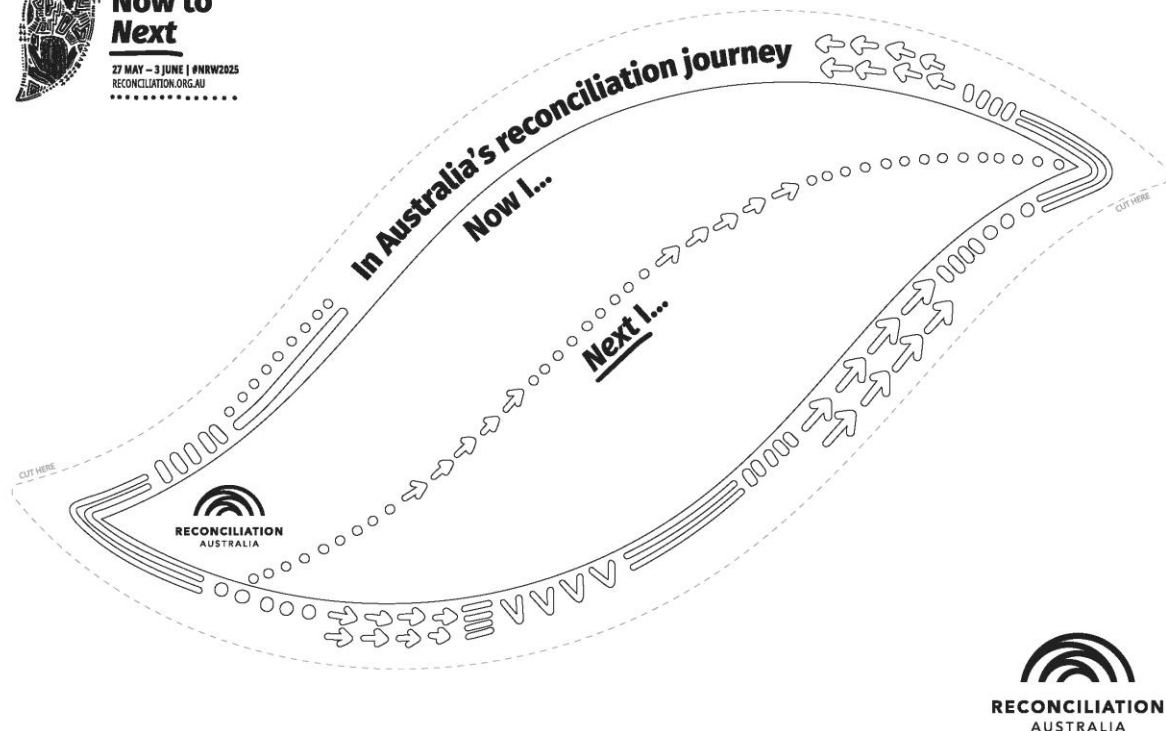 Now to
Next
27 MAY – 3 JUNE | #NRW2025
RECONCILIATION.ORG.AU
In Australia's reconciliation journey
Now I...
Next I...
CUT HERE
CUT HERE
RECONCILIATION
AUSTRALIA
RECONCILIATION
AUSTRALIA